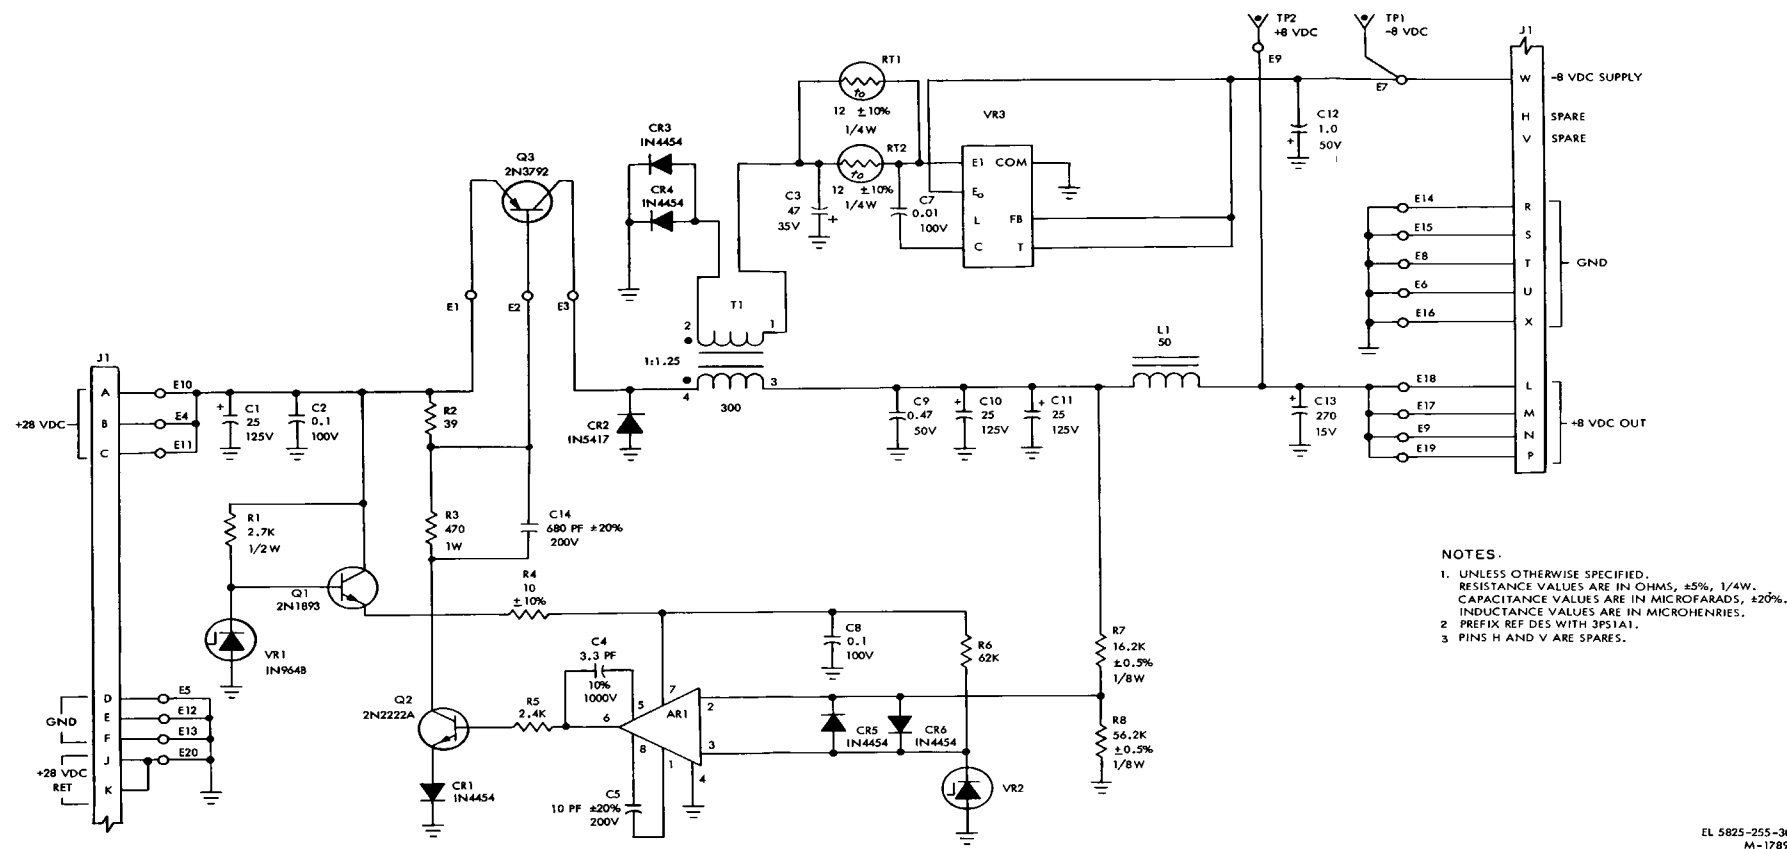 TP2
+8 VDC
TP1
-8 VDC
J1
E9
E7
W
-8 VDC SUPPLY
H
SPARE
V
SPARE
C12
1.0
50V
+
RT1
to
12 ±10%
1/4W
RT2
to
12 ±10%
1/4W
VR3
E1
COM
Eo
L
FB
C
T
C3
47
35V
+
C7
0.01
100V
CR3
1N4454
CR4
1N4454
Q3
2N3792
E1
E2
E3
T1
2
1
1:1.25
4
3
300
E14
R
E15
S
E8
T
E6
U
E16
X
GND
L1
50
J1
+28 VDC
A
E10
B
E4
C
E11
+
C1
25
125V
C2
0.1
100V
R2
39
CR2
1N5417
C9
0.47
50V
+
C10
25
125V
+
C11
25
125V
+
C13
270
15V
E18
L
E17
M
E9
N
E19
P
+8 VDC OUT
R1
2.7K
1/2W
R3
470
1W
C14
680 PF ±20%
200V
Q1
2N1893
VR1
1N964B
R4
10
±10%
C8
0.1
100V
R6
62K
R7
16.2K
±0.5%
1/8W
R8
56.2K
±0.5%
1/8W
C4
3.3 PF
10%
1000V
Q2
2N2222A
R5
2.4K
AR1
7
2
3
5
6
8
1
4
CR5
1N4454
CR6
1N4454
VR2
CR1
1N4454
C5
10 PF ±20%
200V
GND
D
E5
E
E12
F
E13
+28 VDC
RET
J
E20
K
NOTES.
1. UNLESS OTHERWISE SPECIFIED.
RESISTANCE VALUES ARE IN OHMS, ±5%, 1/4W.
CAPACITANCE VALUES ARE IN MICROFARADS, ±20%.
INDUCTANCE VALUES ARE IN MICROHENRIES.
2 PREFIX REF DES WITH 3PS1A1.
3 PINS H AND V ARE SPARES.
EL 5825-255-3
M-1789